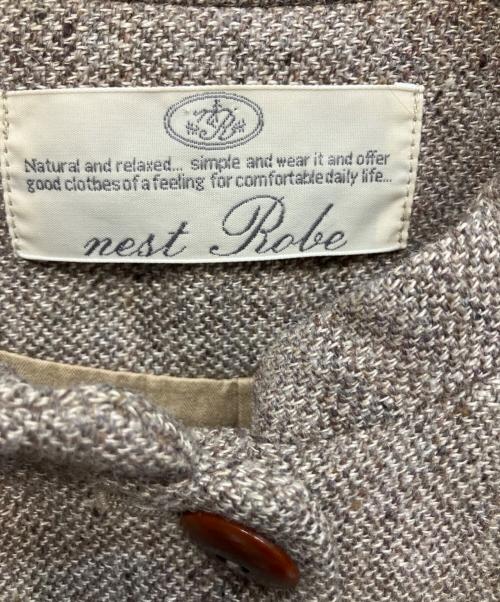 Natural and relaxed... simple and wear it and offer
good clothes of a feeling for comfortable daily life...
nest Robe